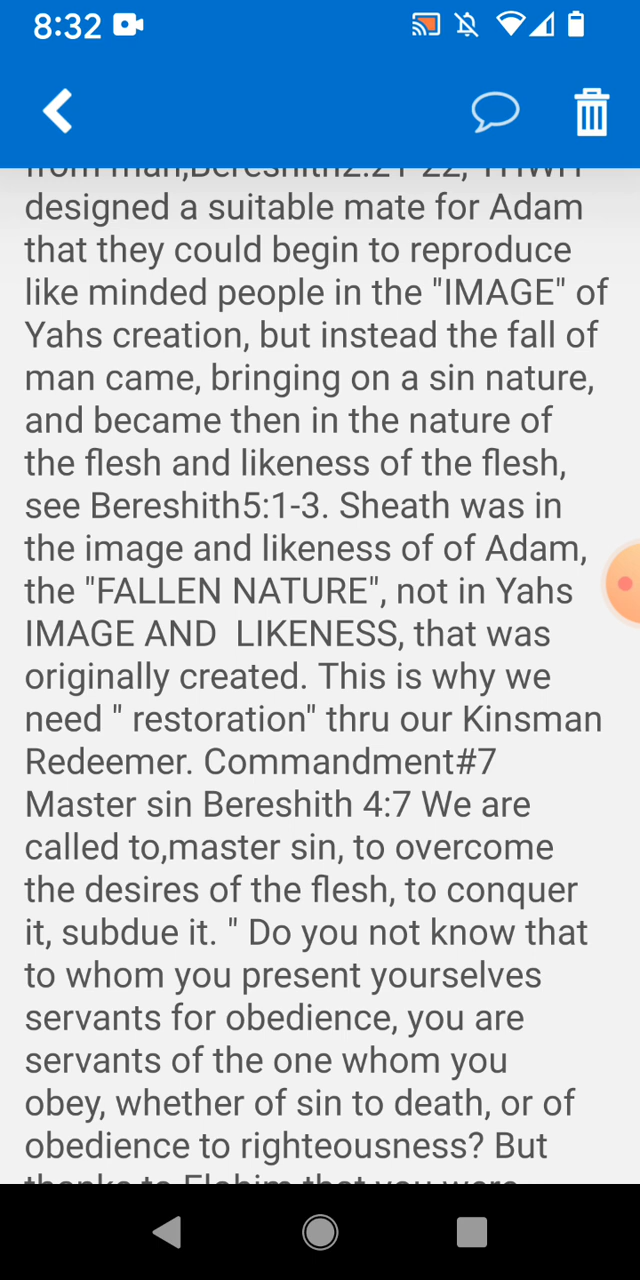 8:32
designed a suitable mate for Adam
that they could begin to reproduce
like minded people in the "IMAGE" of
Yahs creation, but instead the fall of
man came, bringing on a sin nature,
and became then in the nature of
the flesh and likeness of the flesh,
see Bereshith5:1-3. Sheath was in
the image and likeness of of Adam,
the "FALLEN NATURE", not in Yahs
IMAGE AND  LIKENESS, that was
originally created. This is why we
need " restoration" thru our Kinsman
Redeemer. Commandment#7
Master sin Bereshith 4:7 We are
called to,master sin, to overcome
the desires of the flesh, to conquer
it, subdue it. " Do you not know that
to whom you present yourselves
servants for obedience, you are
servants of the one whom you
obey, whether of sin to death, or of
obedience to righteousness? But
thanks to Elohim that you were